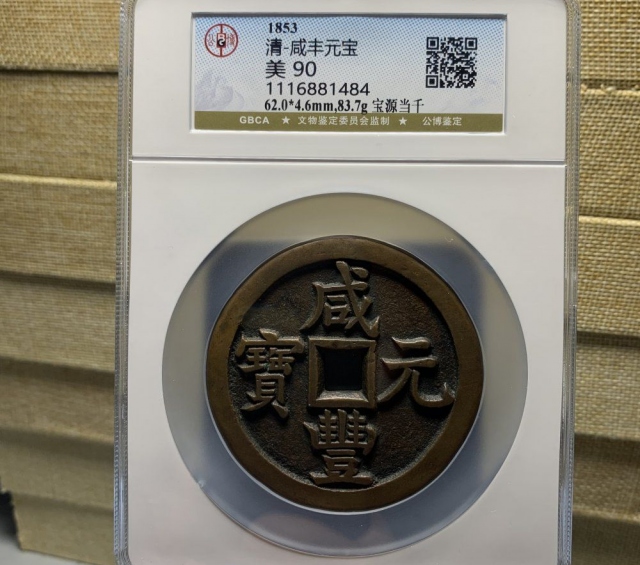 1853
清-咸丰元宝
美 90
1116881484
62.0*4.6mm,83.7g 宝源当千
GBCA ★ 文物鉴定委员会监制 ★ 公博鉴定
咸
寶 元
豐